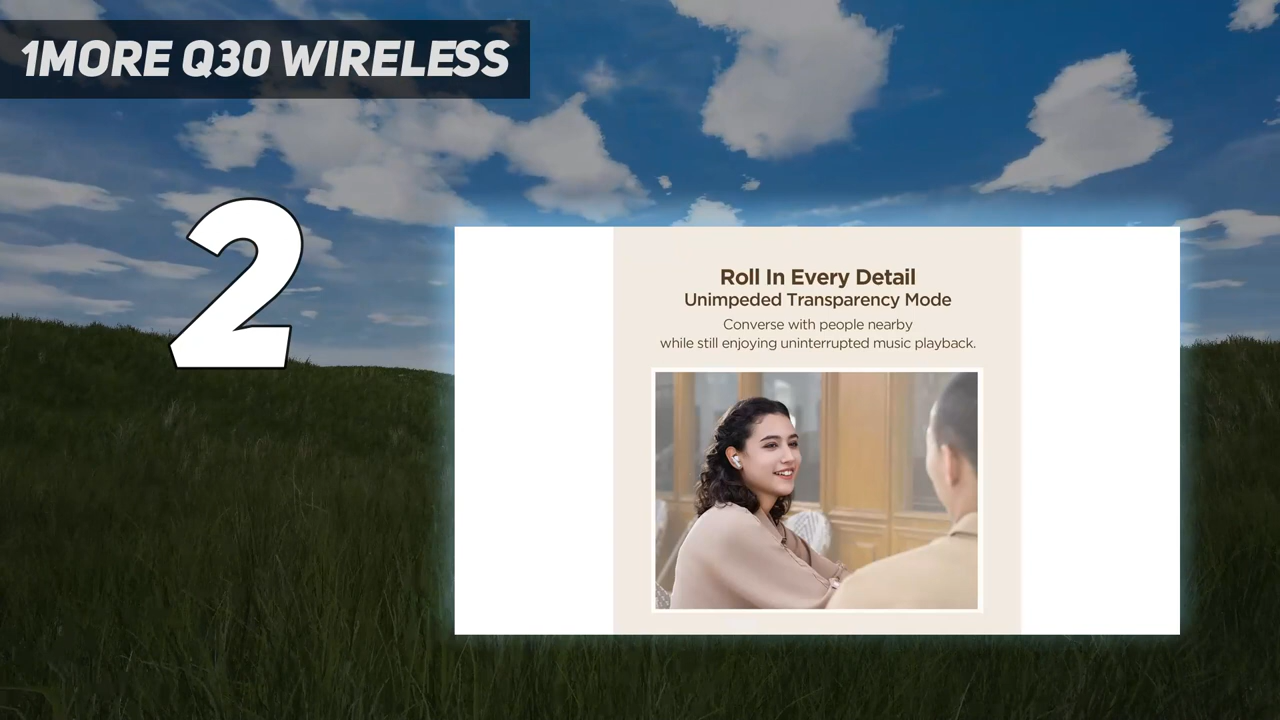 1MORE Q30 WIRELESS
2
Roll In Every Detail
Unimpeded Transparency Mode
Converse with people nearby
while still enjoying uninterrupted music playback.